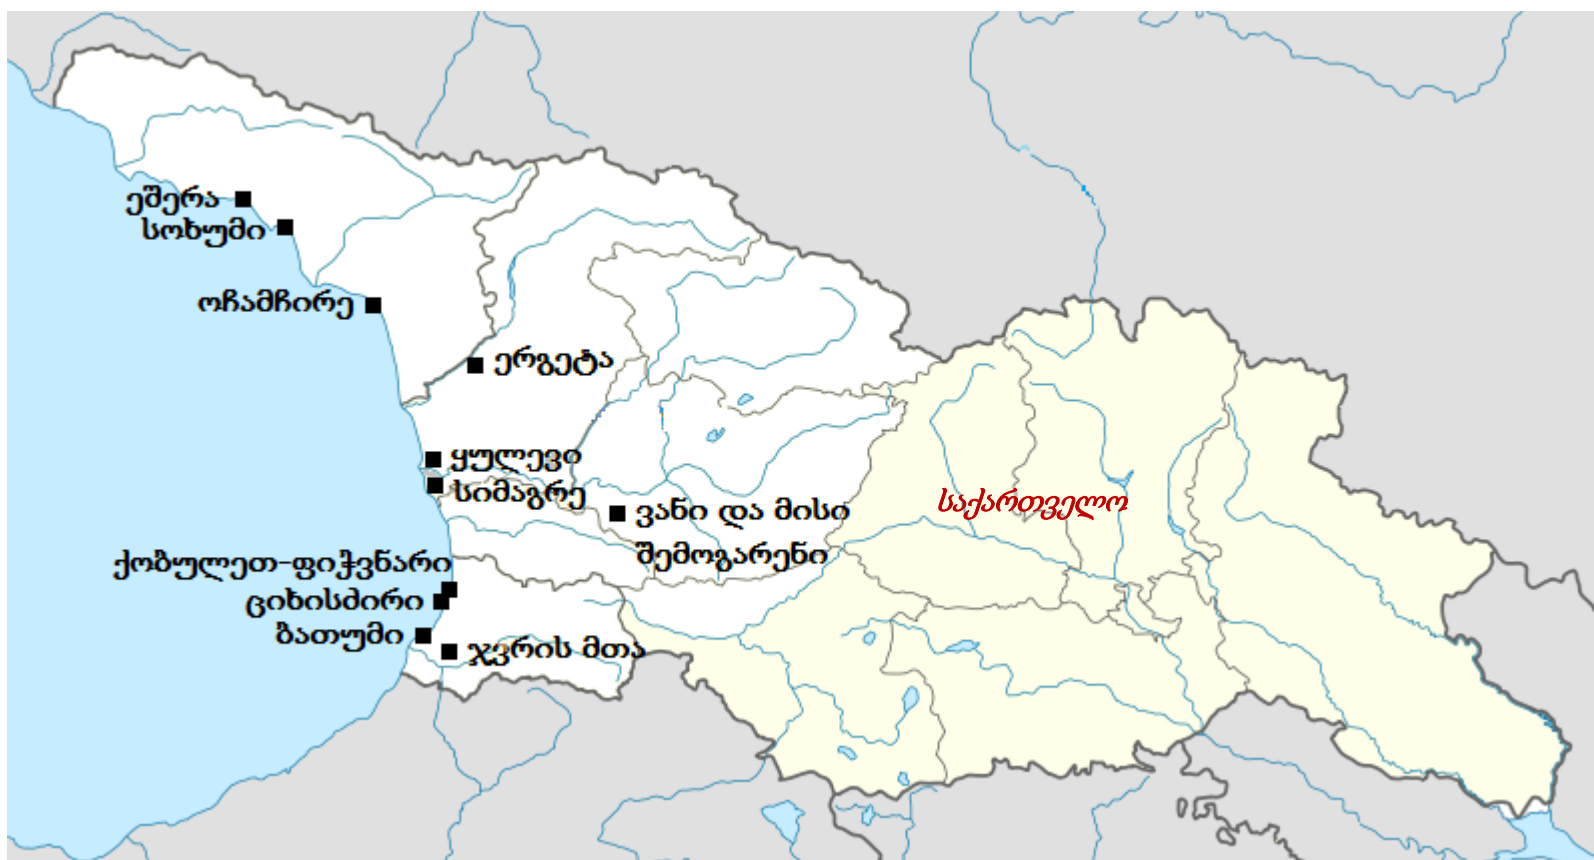 ეშერა
სოხუმი
ოჩამჩირე
ერგეტა
ყულევი
სიმაგრე
ვანი და მისი
შემოგარენი
საქართველო
ქობულეთ-ფიჭვნარი
ციხისძირი
ბათუმი
ჯვრის მთა